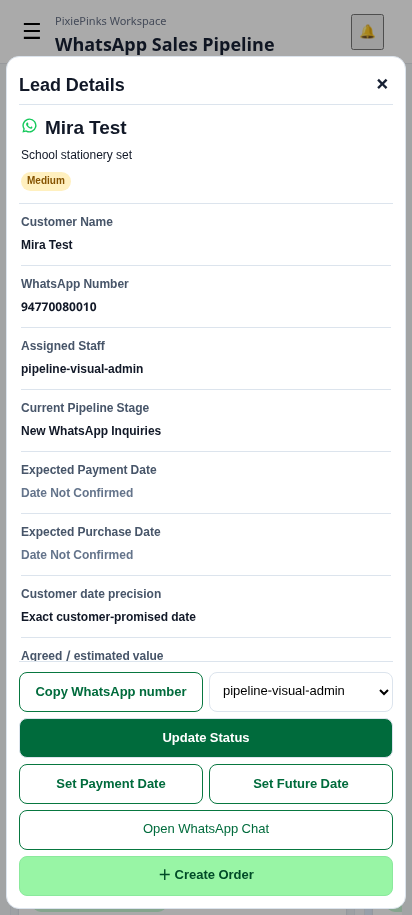 PixiePinks Workspace
WhatsApp Sales Pipeline
Lead Details
Mira Test
School stationery set
Medium
Customer Name
Mira Test
WhatsApp Number
94770080010
Assigned Staff
pipeline-visual-admin
Current Pipeline Stage
New WhatsApp Inquiries
Expected Payment Date
Date Not Confirmed
Expected Purchase Date
Date Not Confirmed
Customer date precision
Exact customer-promised date
Agreed / estimated value
Copy WhatsApp number
pipeline-visual-admin
Update Status
Set Payment Date
Set Future Date
Open WhatsApp Chat
+ Create Order